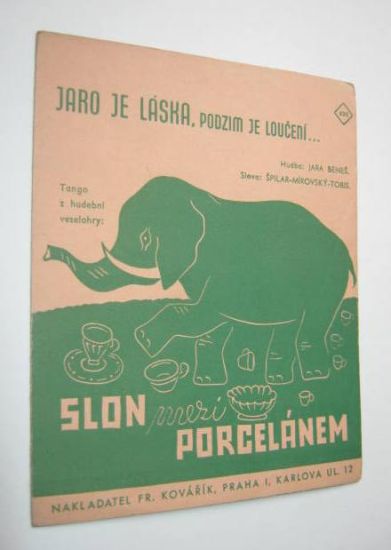 JARO JE LÁSKA, PODZIM JE LOUČENÍ...
Hudba: JARA BENEŠ.
Slova: ŠPILAR-MÍROVSKÝ-TOBIS.
Tango
z hudební
veselohry:
SLON mezi
PORCELÁNEM
NAKLADATEL FR. KOVÁŘÍK, PRAHA I, KARLOVA UL. 12